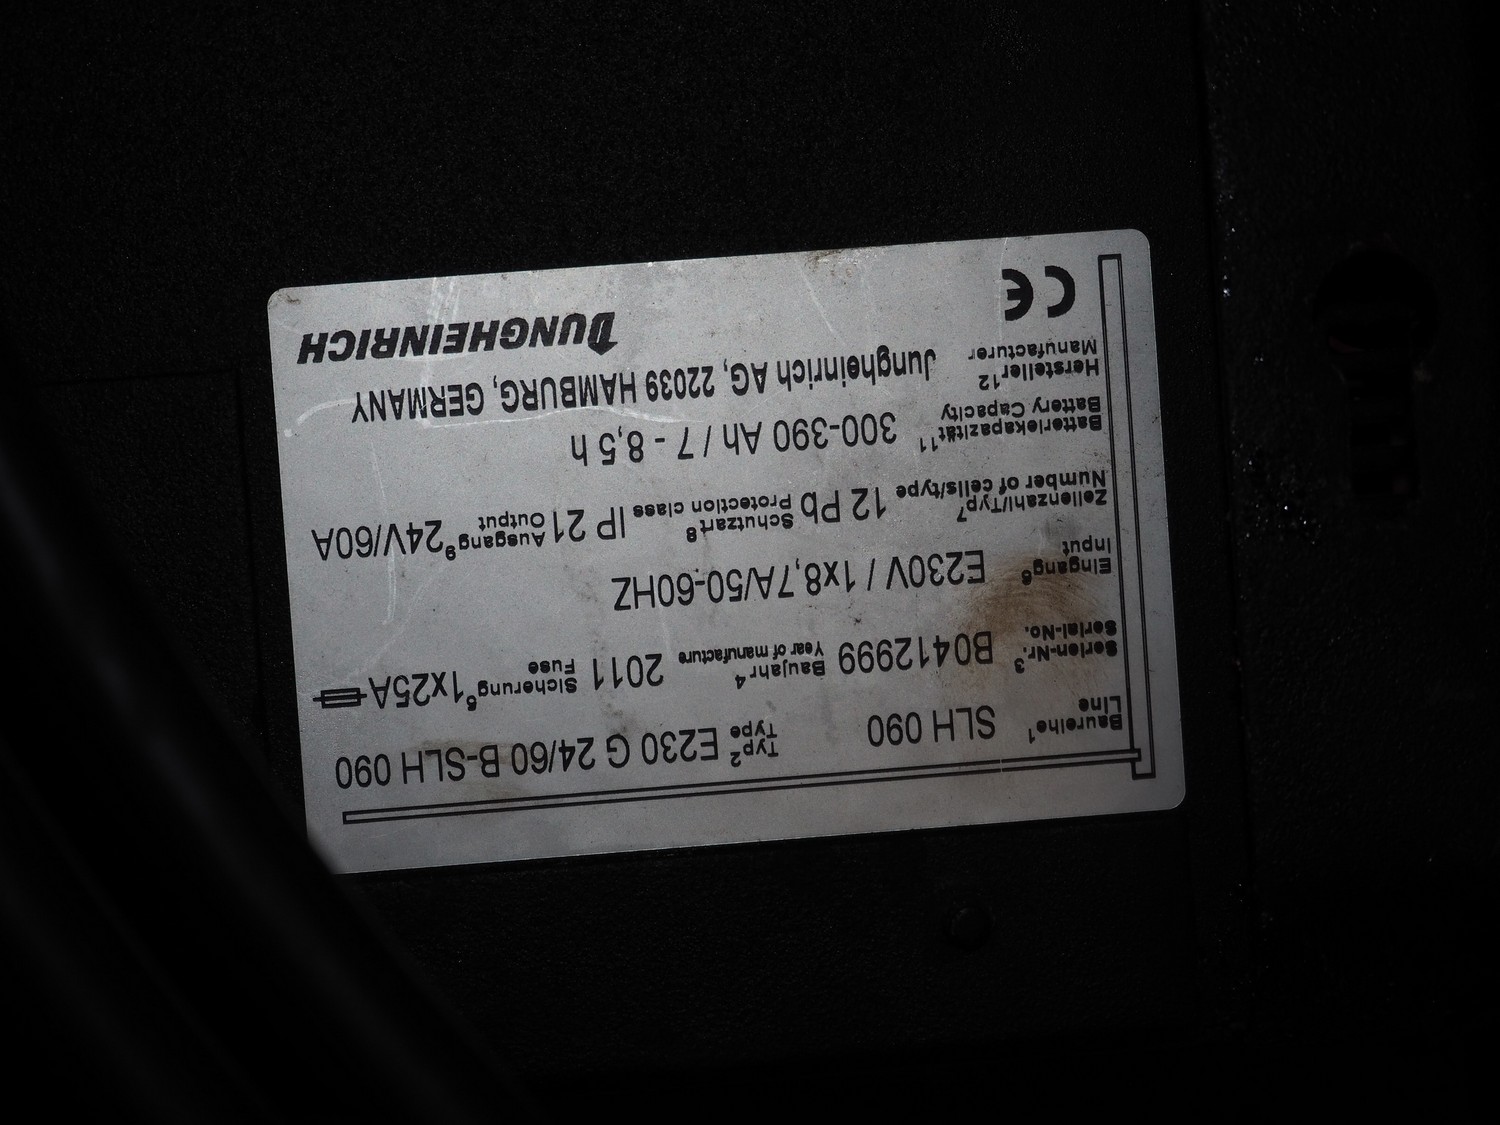 Baureihe¹ SLH 090 Typ² E230 G 24/60 B-SLH 090
Line Type
Serien-Nr.³ B0412999 Baujahr⁴ 2011 Sicherung⁵ 1x25A
Serial-No. Year of manufacture Fuse
Eingang⁶ E230V / 1x8,7A/50-60HZ
Input
Zellenzahl/Typ⁷ 12 Pb Schutzart⁸ IP 21 Ausgang⁹ 24V/60A
Number of cells/type Protection class Output
Batteriekapazität¹¹ 300-390 Ah / 7 - 8,5 h
Battery Capacity
Hersteller¹² Jungheinrich AG, 22039 HAMBURG, GERMANY
Manufacturer
CE JUNGHEINRICH